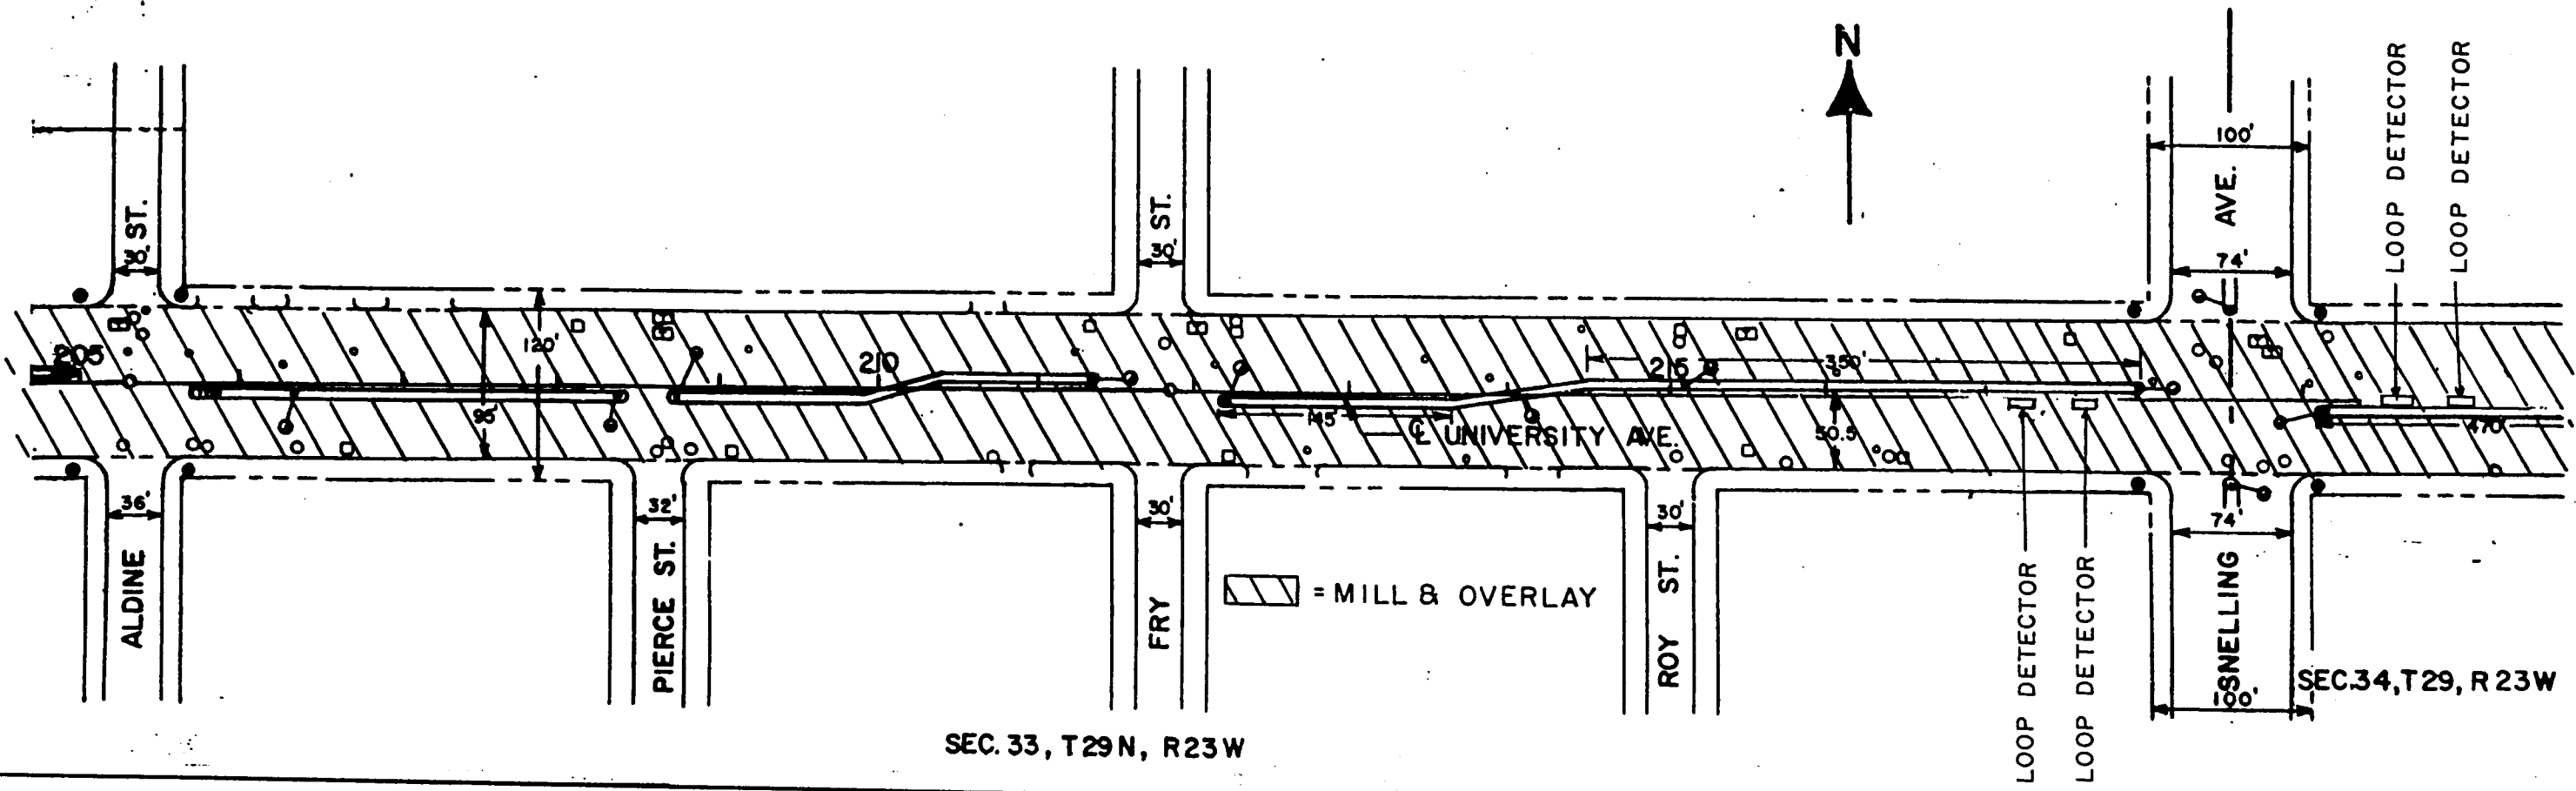 N
LOOP DETECTOR
LOOP DETECTOR
100'
ST.
30'
ST.
30'
AVE.
74'
205
120'
210
215
350'
95'
145'
℄ UNIVERSITY AVE.
50.5
470'
36'
32'
30'
30'
74'
ALDINE
PIERCE ST.
FRY
ROY ST.
SNELLING
= MILL & OVERLAY
LOOP DETECTOR
LOOP DETECTOR
SEC.34,T29, R23W
100'
SEC. 33, T29N, R23W